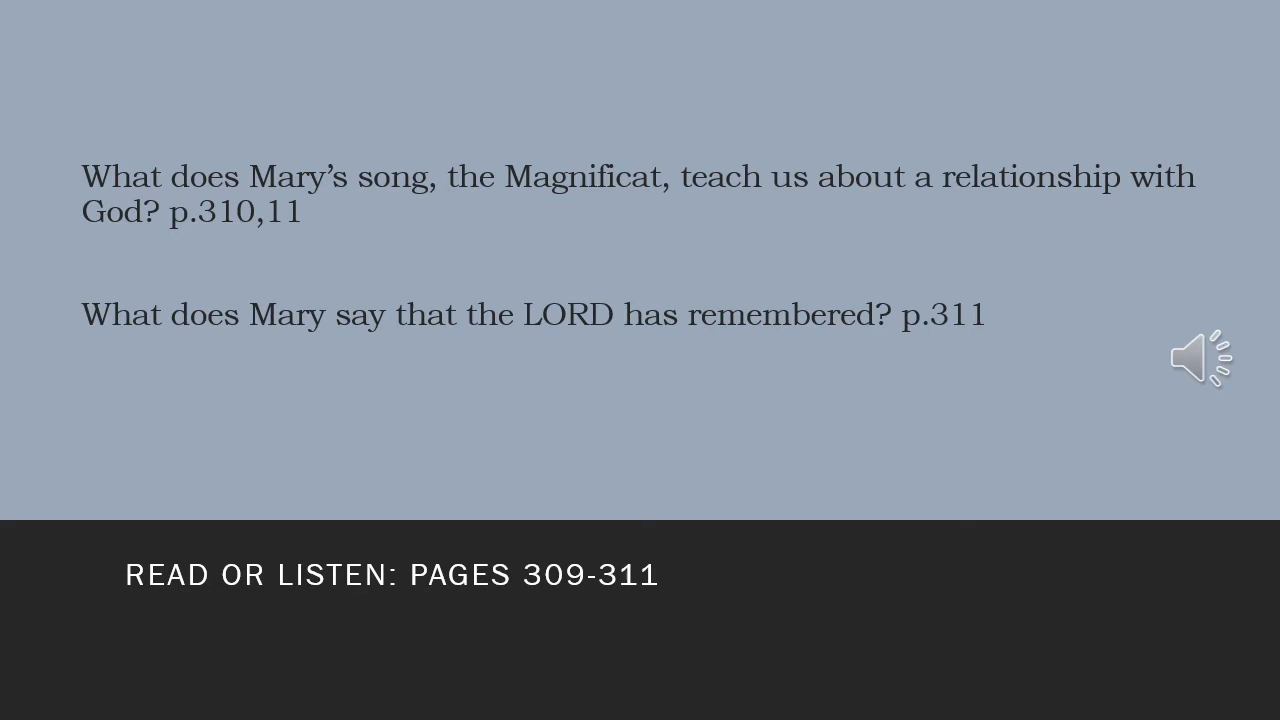 What does Mary’s song, the Magnificat, teach us about a relationship with
God? p.310,11
What does Mary say that the LORD has remembered? p.311
READ OR LISTEN: PAGES 309-311